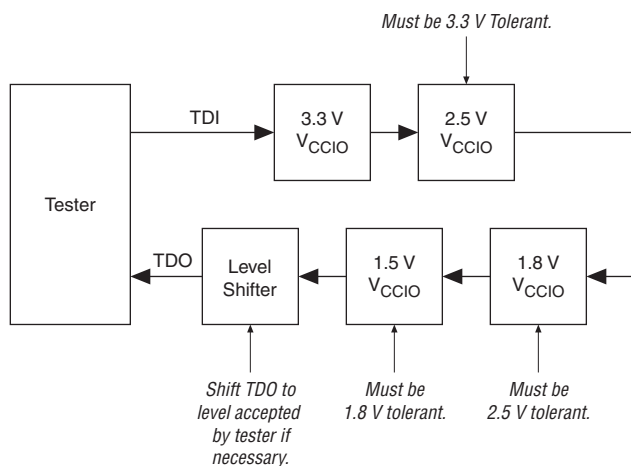 Must be 3.3 V Tolerant.
TDI
3.3 V
VCCIO
2.5 V
VCCIO
Tester
TDO
Level
Shifter
1.5 V
VCCIO
1.8 V
VCCIO
Shift TDO to
level accepted
by tester if
necessary.
Must be
1.8 V tolerant.
Must be
2.5 V tolerant.